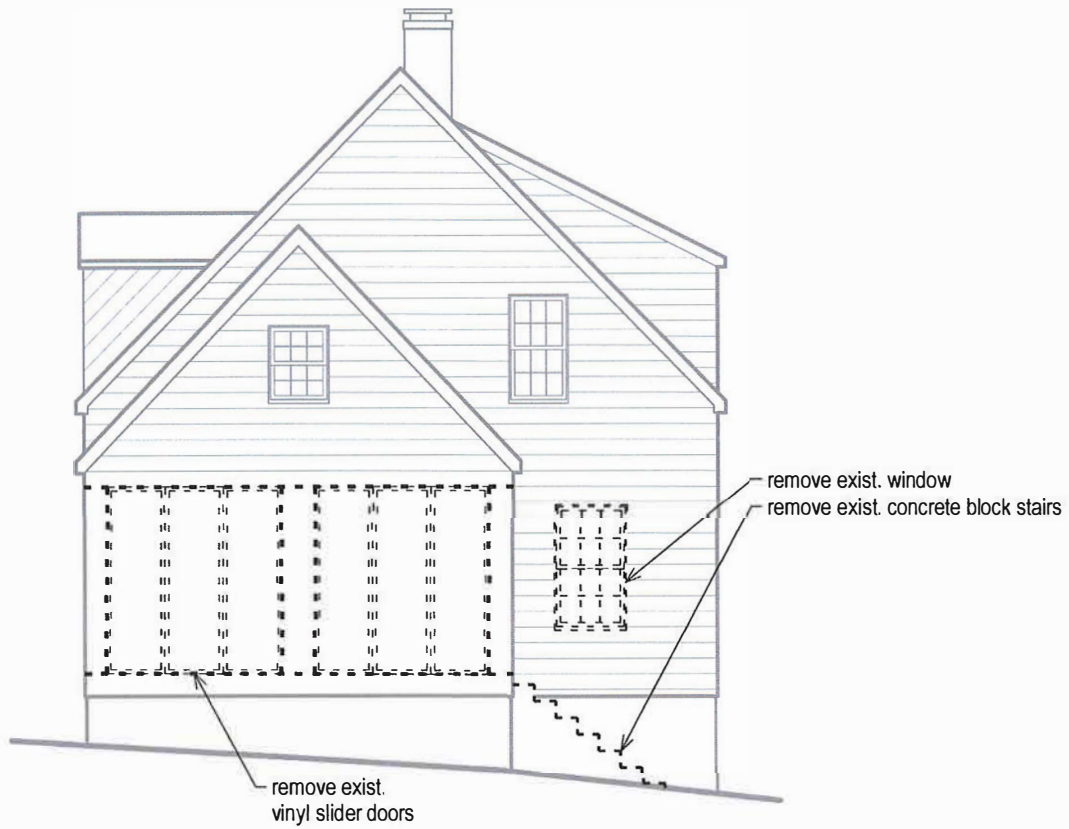 remove exist. window
remove exist. concrete block stairs
remove exist.
vinyl slider doors